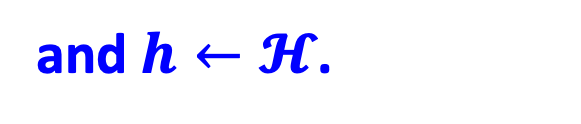 and 𝒉 ← 𝓗.